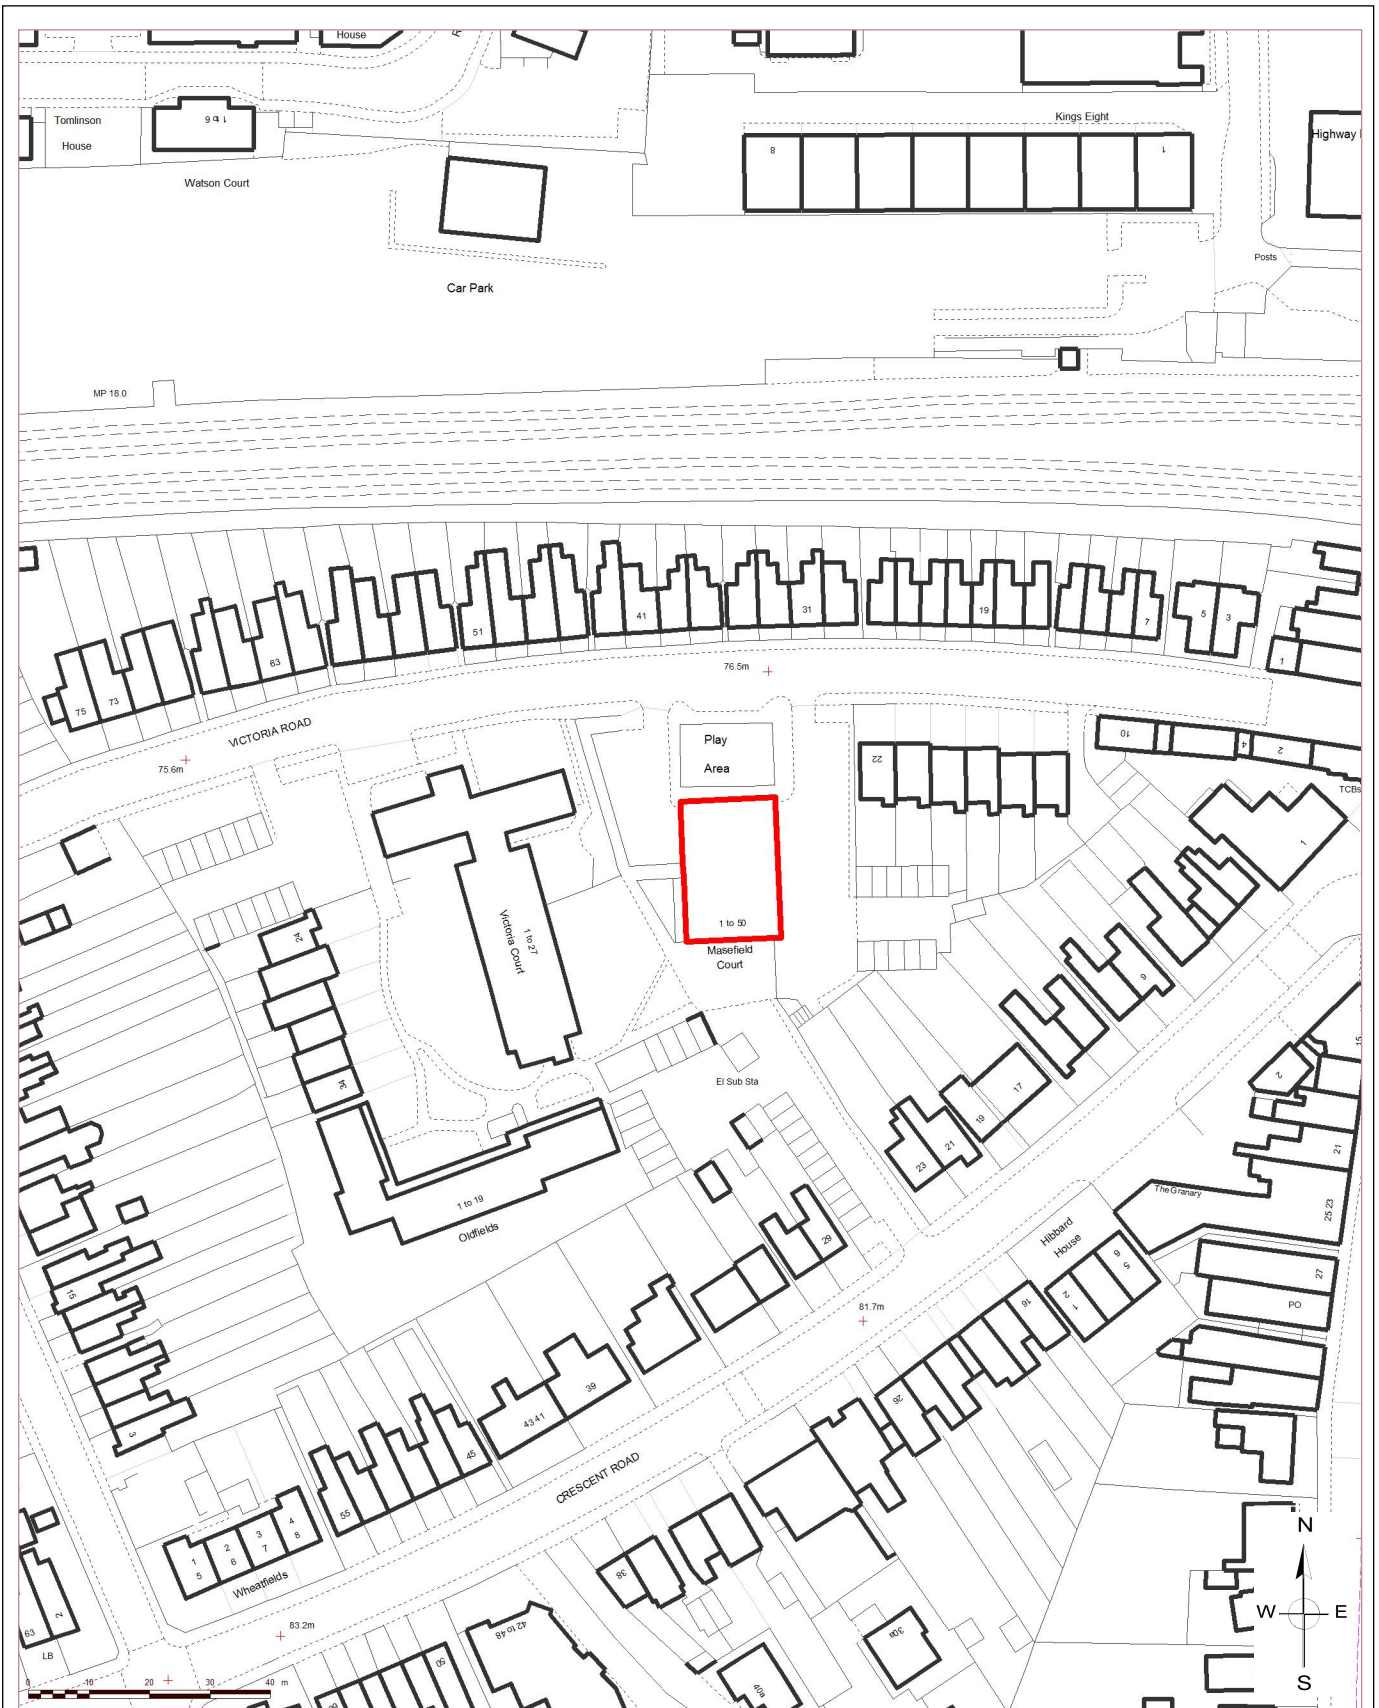 House
R
Tomlinson
House
1 to 6
Watson Court
Kings Eight
8
1
Highway
Posts
Car Park
MP 18.0
75
73
63
51
41
31
19
7
5
3
1
76.5m
VICTORIA ROAD
75.6m
Play
Area
22
10
4
2
TCBs
1
1 to 50
Masefield
Court
1 to 27
Victoria Court
24
34
9
El Sub Sta
17
19
21
23
2
15
21
The Granary
25 23
1 to 19
Oldfields
29
Hibbard
House
6
5
2
1
27
PO
16
81.7m
15
3
26
39
43 41
45
55
CRESCENT ROAD
1
2
3
4
5
6
7
8
Wheatfields
38
30a
83.2m
42 to 48
50
40a
63
2
LB
N
W
E
S
0
10
20
30
40 m